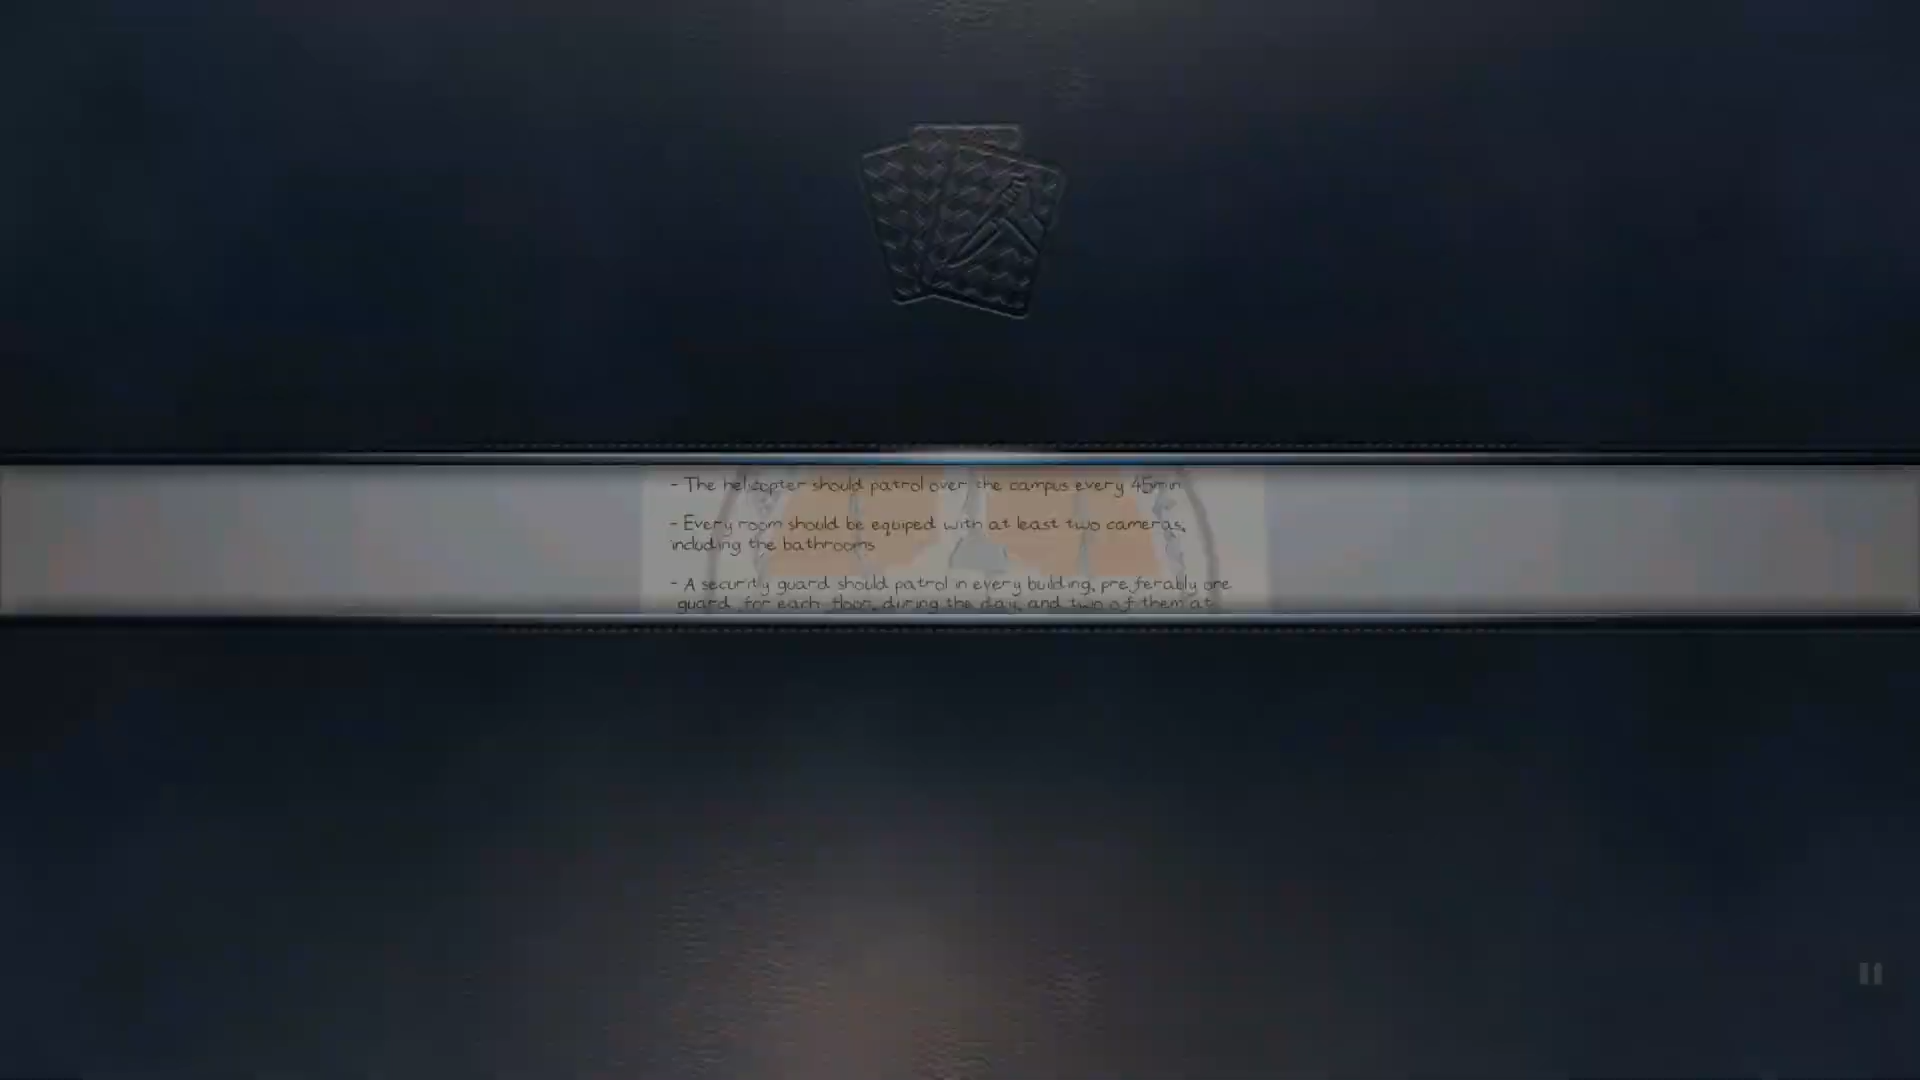 - The helicopter should patrol over the campus every 45min
- Every room should be equiped with at least two cameras,
including the bathrooms
- A security guard should patrol in every building, preferably one
guard for each floor, during the day, and two of them at